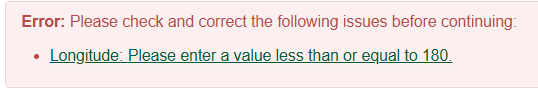 Error: Please check and correct the following issues before continuing:
Longitude: Please enter a value less than or equal to 180.